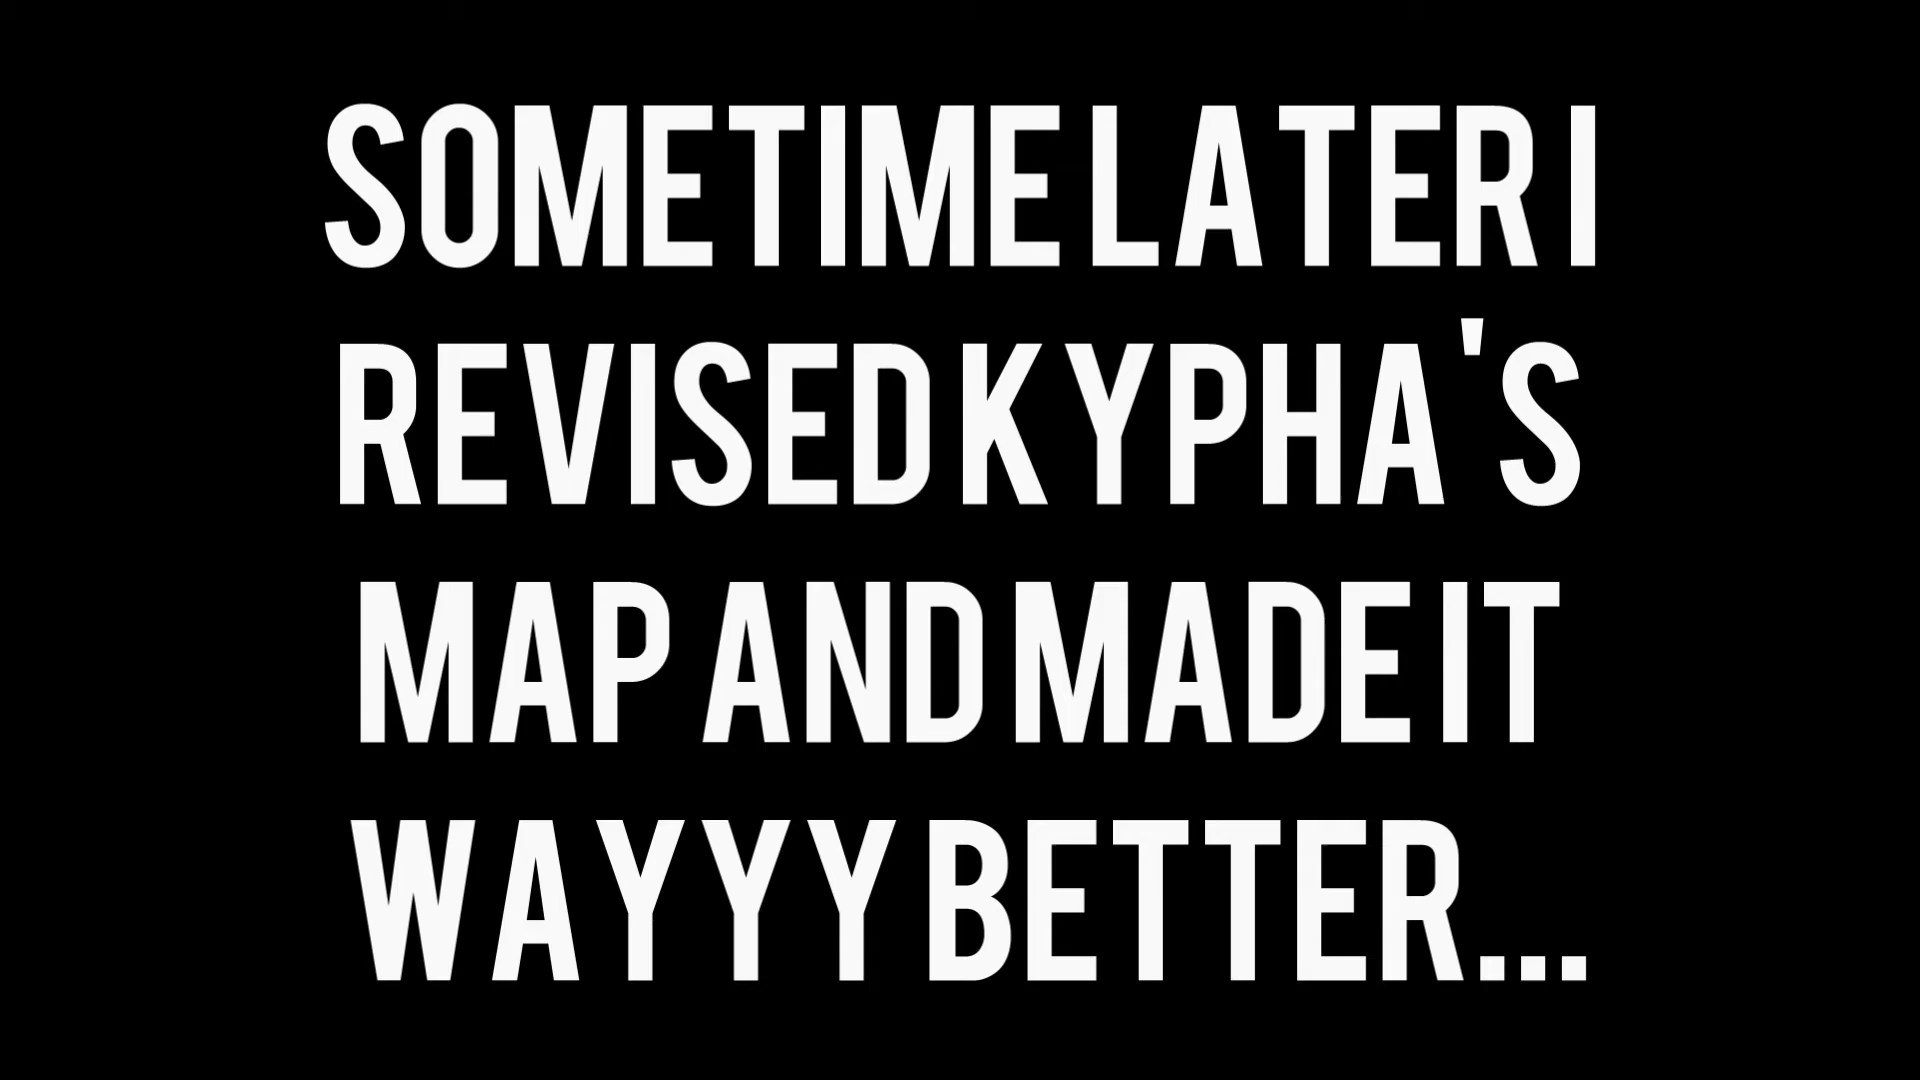 SOMETIME LATER I
REVISED KYPHA'S
MAP AND MADE IT
WAYYY BETTER...